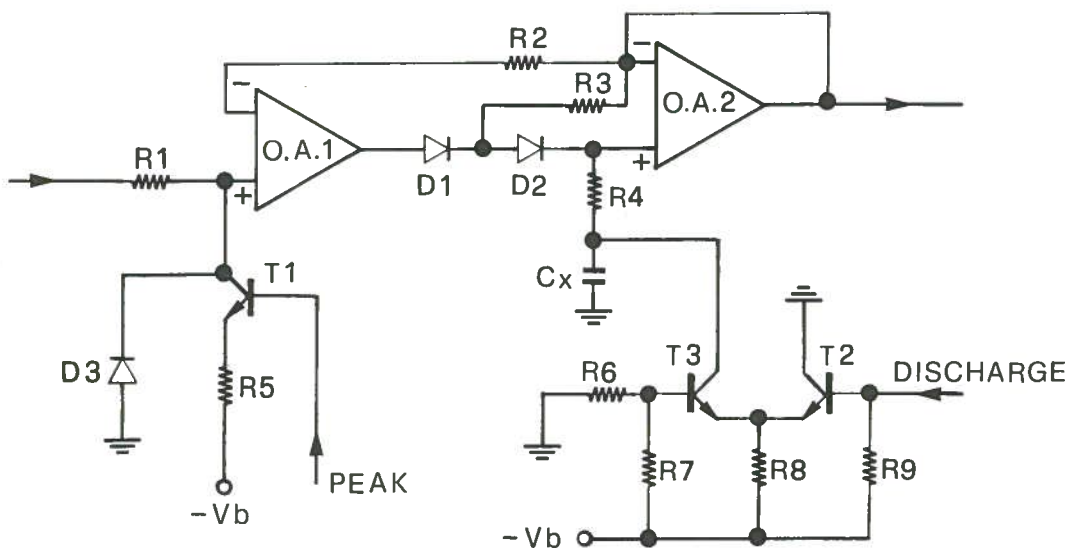 R2
R3
−
−
O.A.1
O.A.2
R1
+
D1
D2
+
R4
T1
Cx
D3
R5
T3
T2
R6
DISCHARGE
PEAK
R7
R8
R9
−Vb
−Vb